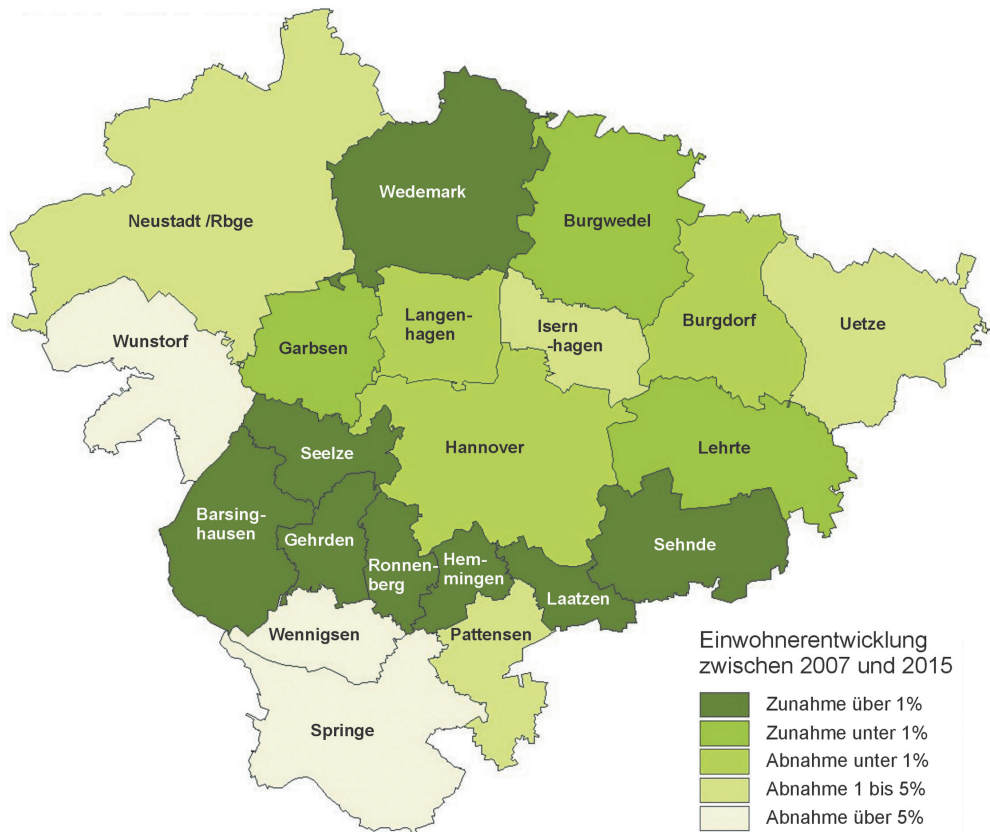 Wedemark
Neustadt /Rbge
Burgwedel
Langen-
hagen
Isern
-hagen
Burgdorf
Uetze
Wunstorf
Garbsen
Seelze
Hannover
Lehrte
Barsing-
hausen
Gehrden
Ronnen-
berg
Hem-
mingen
Laatzen
Sehnde
Wennigsen
Pattensen
Springe
Einwohnerentwicklung
zwischen 2007 und 2015
Zunahme über 1%
Zunahme unter 1%
Abnahme unter 1%
Abnahme 1 bis 5%
Abnahme über 5%